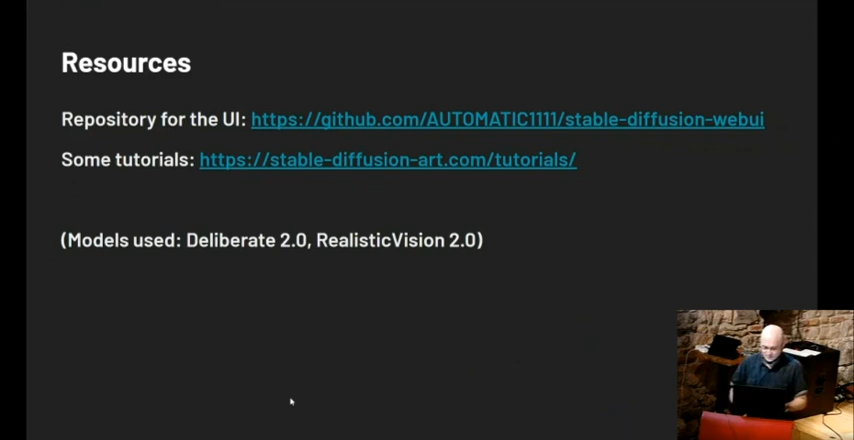 Resources
Repository for the UI: https://github.com/AUTOMATIC1111/stable-diffusion-webui
Some tutorials: https://stable-diffusion-art.com/tutorials/
(Models used: Deliberate 2.0, RealisticVision 2.0)